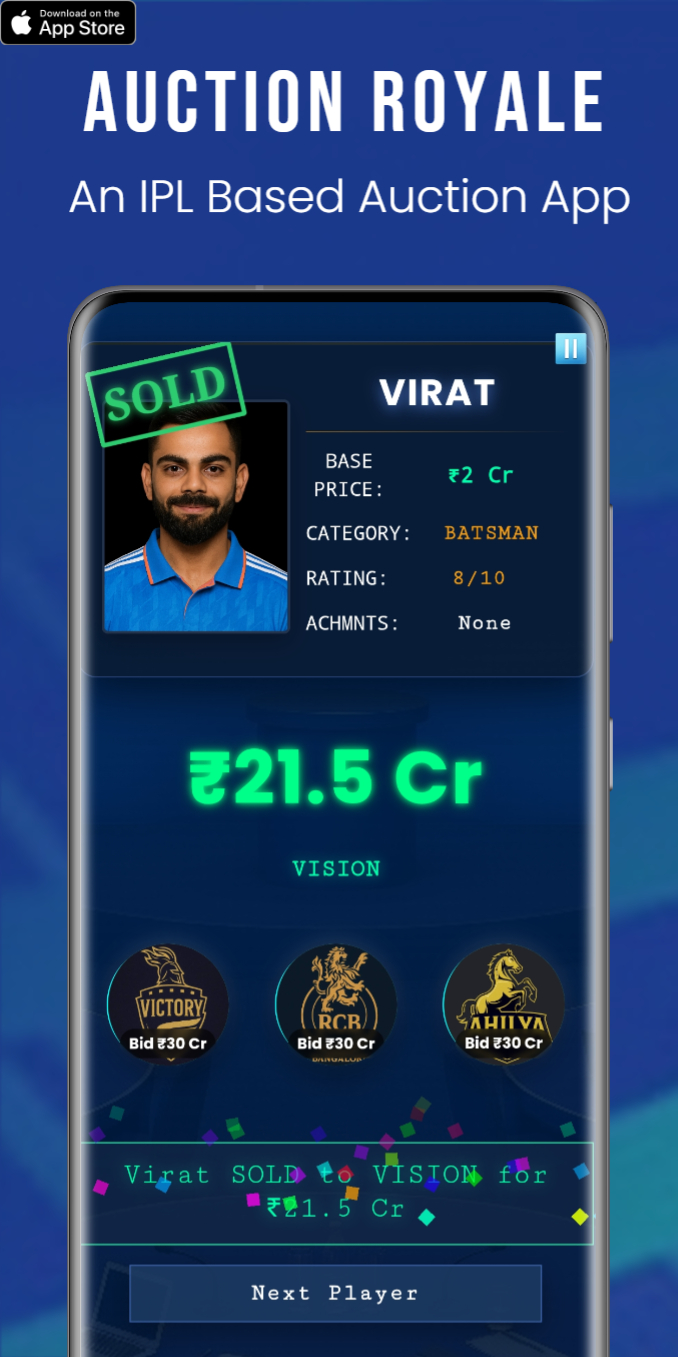 Download on the
App Store
AUCTION ROYALE
An IPL Based Auction App
SOLD
VIRAT
BASE
PRICE:
₹2 Cr
CATEGORY:
BATSMAN
RATING:
8/10
ACHMNTS:
None
₹21.5 Cr
VISION
VICTORY
Bid ₹30 Cr
RCB
Bid ₹30 Cr
BANGALOR
AHILYA
Bid ₹30 Cr
Virat SOLD to VISION for
₹21.5 Cr
Next Player